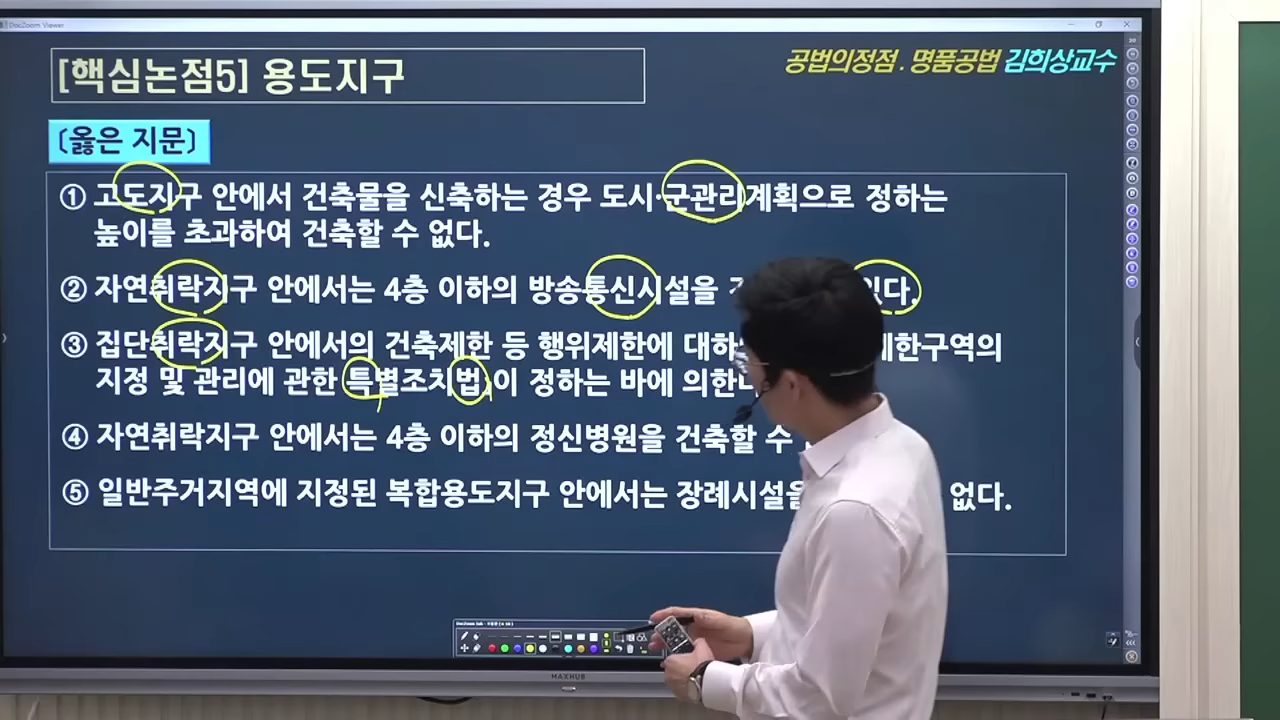 DocZoom Viewer
[핵심논점5] 용도지구
공법의정점 . 명품공법 김희상교수
〔옳은 지문〕
① 고도지구 안에서 건축물을 신축하는 경우 도시·군관리계획으로 정하는
높이를 초과하여 건축할 수 없다.
② 자연취락지구 안에서는 4층 이하의 방송통신시설을 있다.
③ 집단취락지구 안에서의 건축제한 등 행위제한에 제한구역의
지정 및 관리에 관한 특별조치법」이 정하는 바에
④ 자연취락지구 안에서는 4층 이하의 정신병원을 건축할 수
⑤ 일반주거지역에 지정된 복합용도지구 안에서는 장례시설을 없다.
MAXHUB